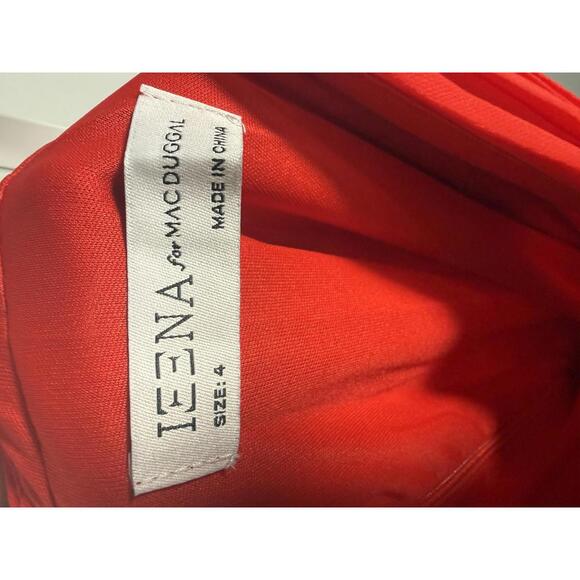 IEENA for MAC DUGGAL
SIZE: 4
MADE IN CHINA